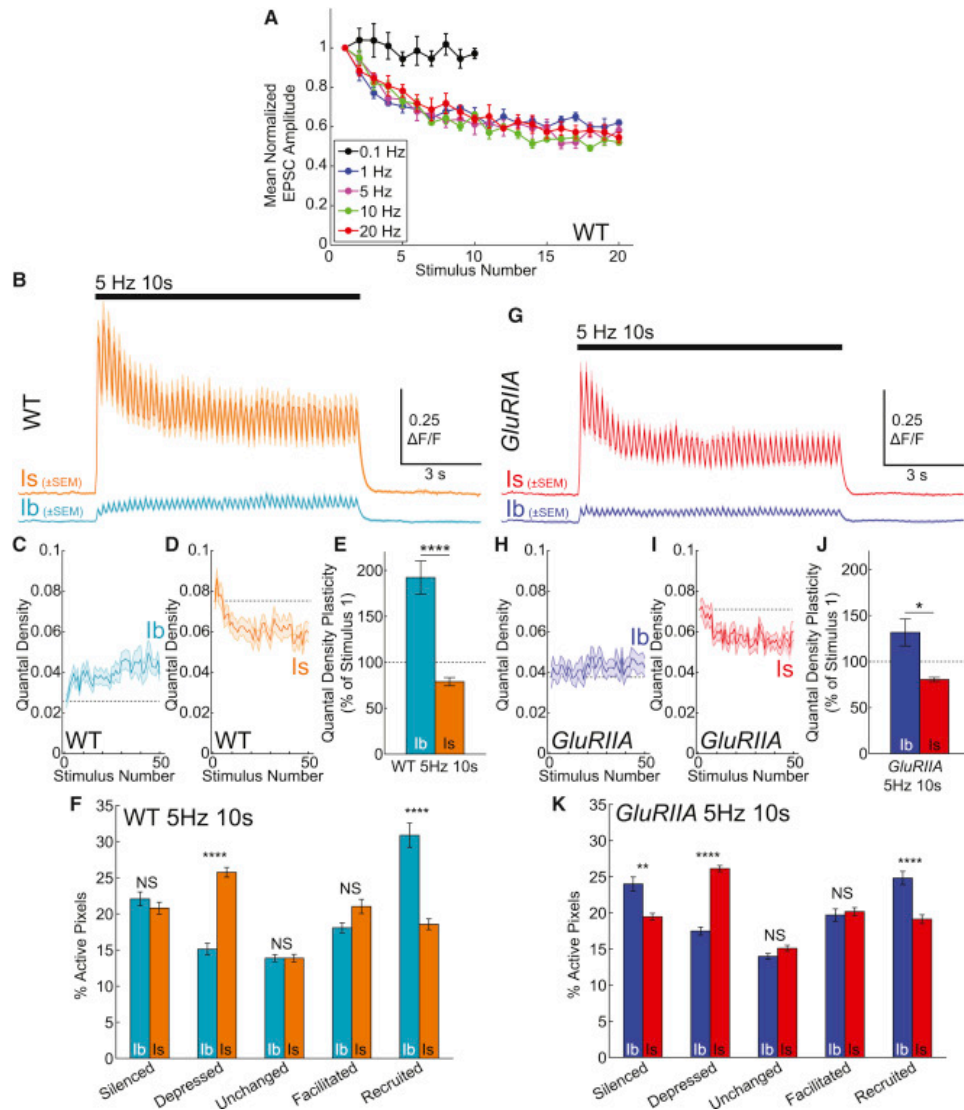 A
Mean Normalized
EPSC Amplitude
1
0.8
0.6
0.4
0.2
0
0.1 Hz
1 Hz
5 Hz
10 Hz
20 Hz
WT
5 10 15 20
Stimulus Number
B
5 Hz 10s
WT
0.25
ΔF/F
3 s
Is (±SEM)
Ib (±SEM)
G
5 Hz 10s
GluRIIA
0.25
ΔF/F
3 s
Is (±SEM)
Ib (±SEM)
C
Quantal Density
0.1
0.08
0.06
0.04
0.02
0
Ib
WT
0 50
Stimulus Number
D
Quantal Density
0.1
0.08
0.06
0.04
0.02
0
Is
WT
0 50
Stimulus Number
E
Quantal Density Plasticity
(% of Stimulus 1)
200
150
100
50
0
****
Ib Is
WT 5Hz 10s
H
Quantal Density
0.1
0.08
0.06
0.04
0.02
0
Ib
GluRIIA
0 50
Stimulus Number
I
Quantal Density
0.1
0.08
0.06
0.04
0.02
0
Is
GluRIIA
0 50
Stimulus Number
J
Quantal Density Plasticity
(% of Stimulus 1)
200
150
100
50
0
*
Ib Is
GluRIIA
5Hz 10s
F
WT 5Hz 10s
% Active Pixels
35
30
25
20
15
10
5
0
NS
****
NS
NS
****
Ib Is Ib Is Ib Is Ib Is Ib Is
Silenced
Depressed
Unchanged
Facilitated
Recruited
K
GluRIIA 5Hz 10s
% Active Pixels
35
30
25
20
15
10
5
0
**
****
NS
NS
****
Ib Is Ib Is Ib Is Ib Is Ib Is
Silenced
Depressed
Unchanged
Facilitated
Recruited